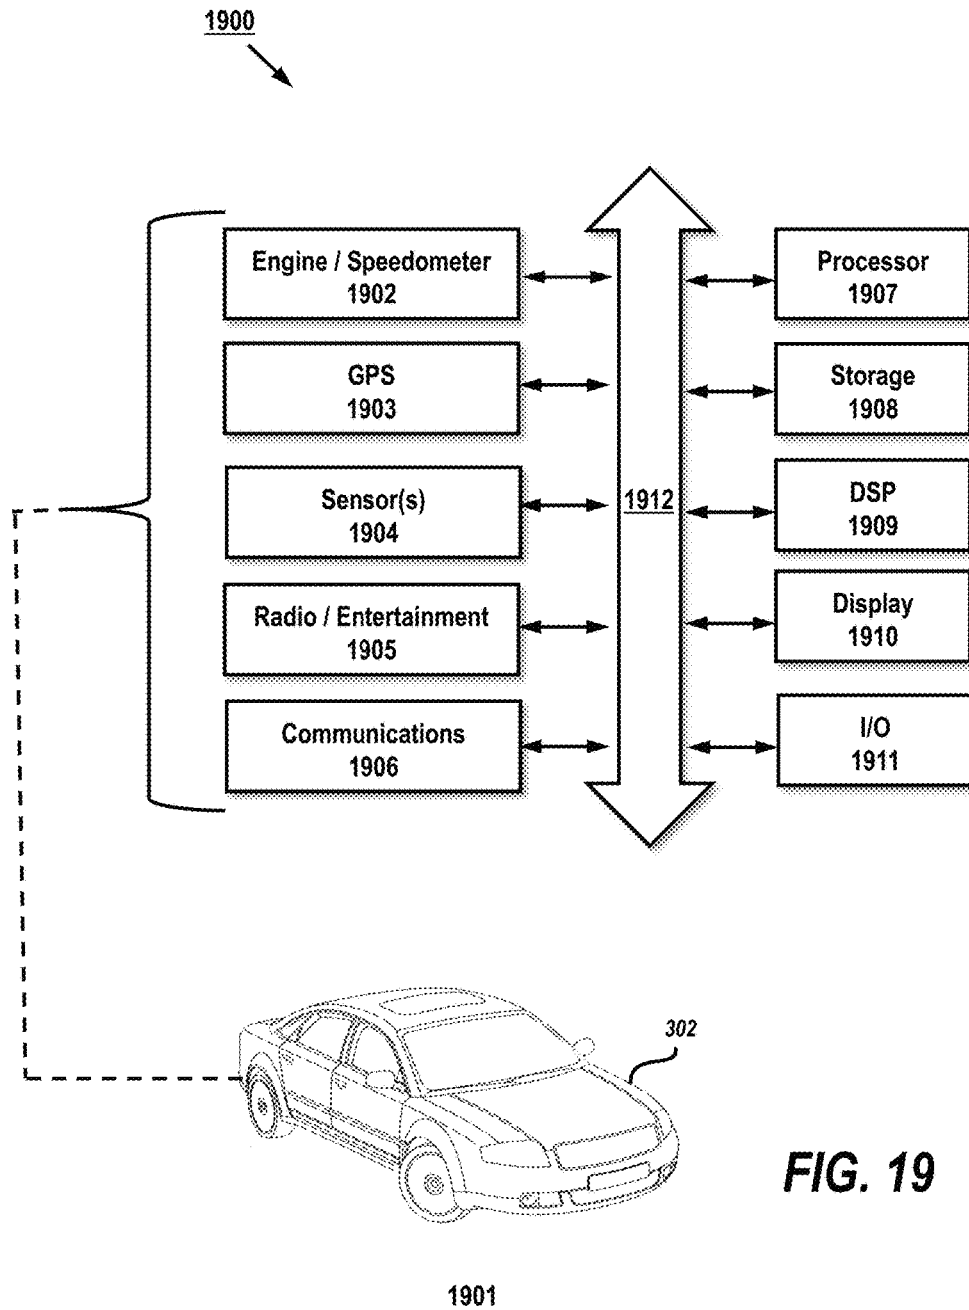 1900
Engine / Speedometer
1902
Processor
1907
GPS
1903
Storage
1908
Sensor(s)
1904
1912
DSP
1909
Radio / Entertainment
1905
Display
1910
Communications
1906
I/O
1911
302
FIG. 19
1901